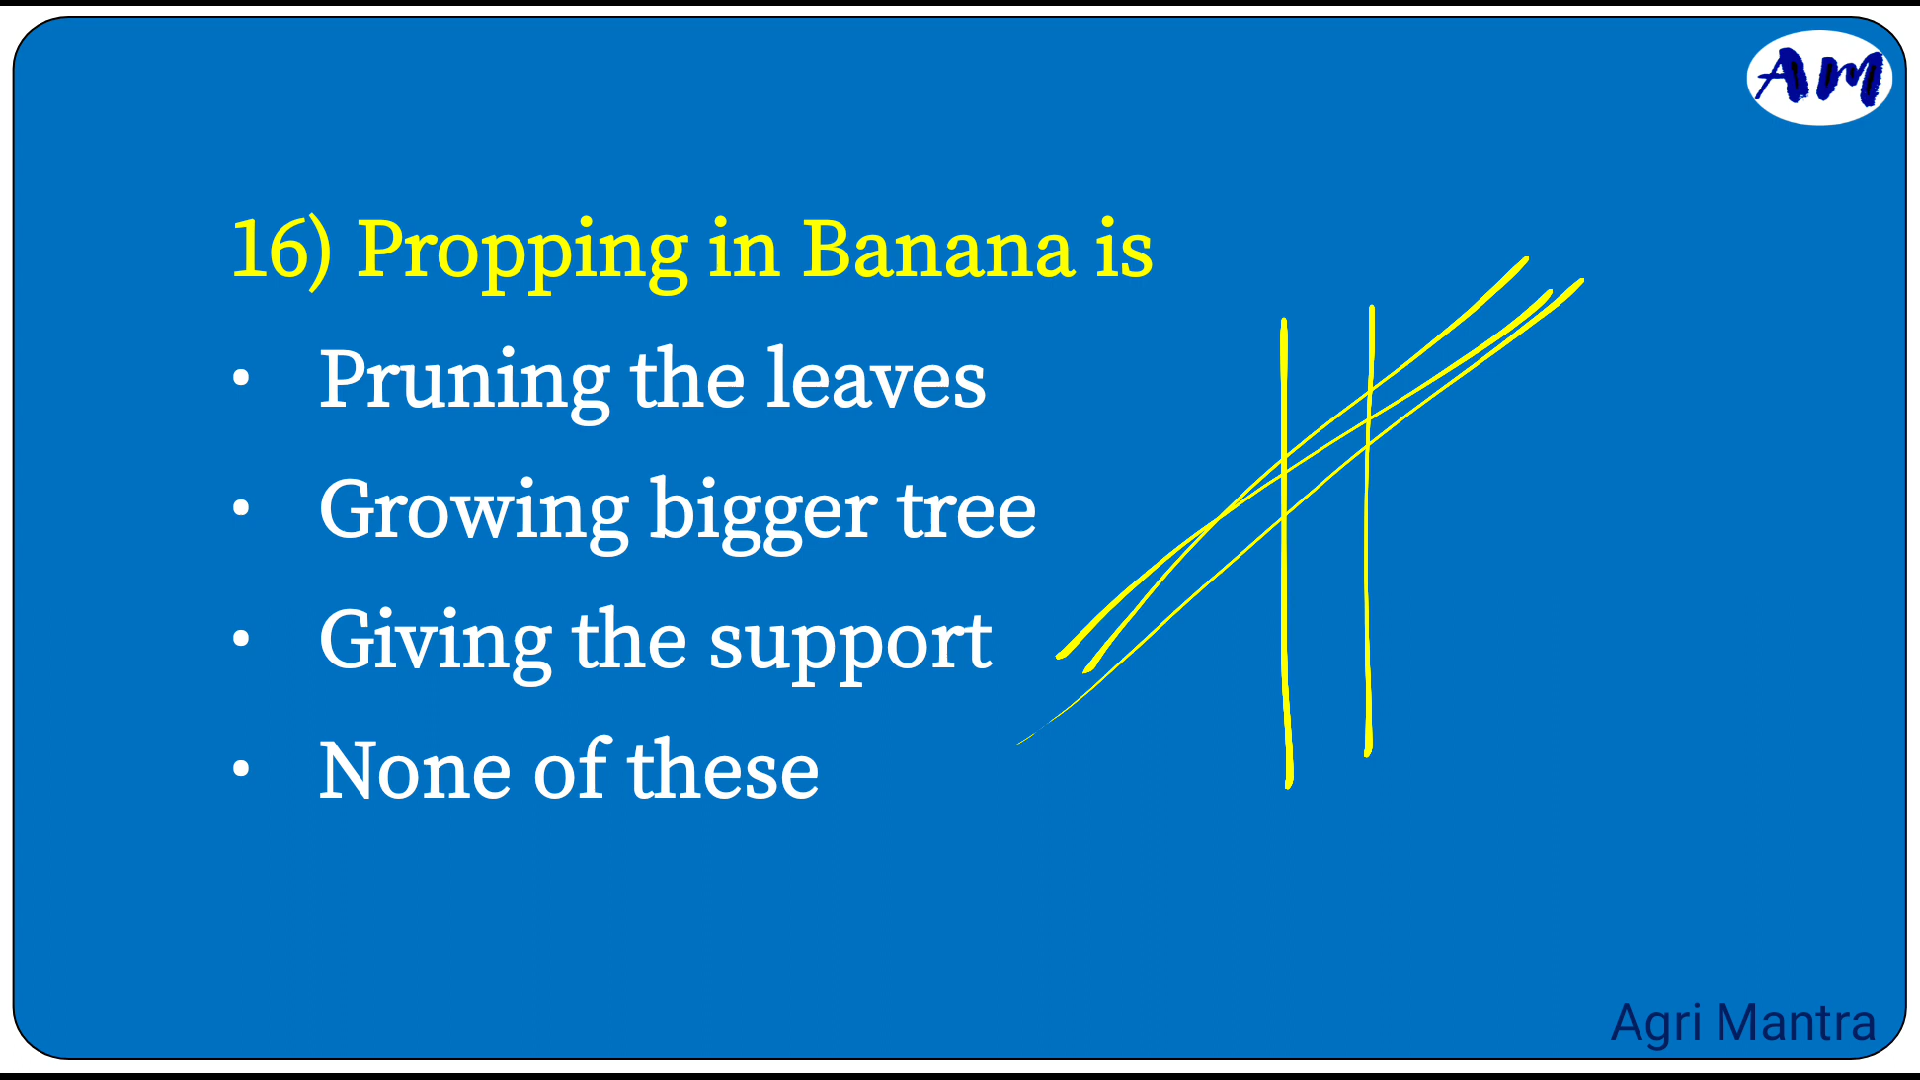 AM
16) Propping in Banana is
• Pruning the leaves
• Growing bigger tree
• Giving the support
• None of these
Agri Mantra